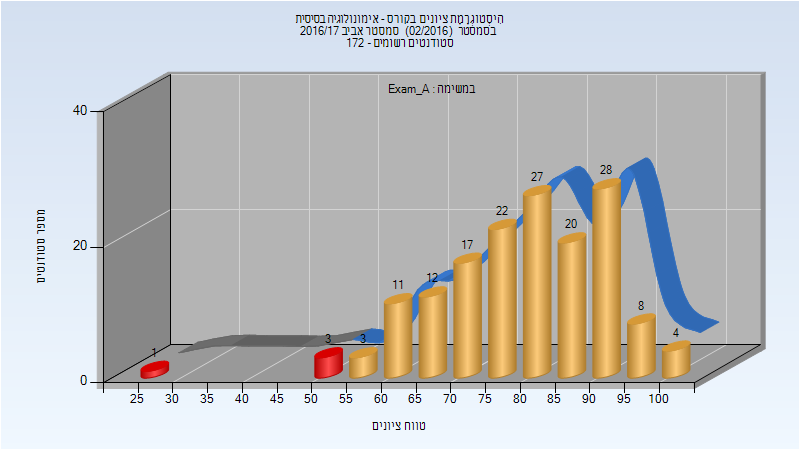 היסטוגרמת ציונים בקורס - אימונולוגיה בסיסית
בסמסטר (02/2016) סמסטר אביב 2016/17
סטודנטים רשומים - 172
במשימה : Exam_A
מספר סטודנטים
40
20
0
1 3 3 11 12 17 22 27 20 28 8 4
25 30 35 40 45 50 55 60 65 70 75 80 85 90 95 100
טווח ציונים